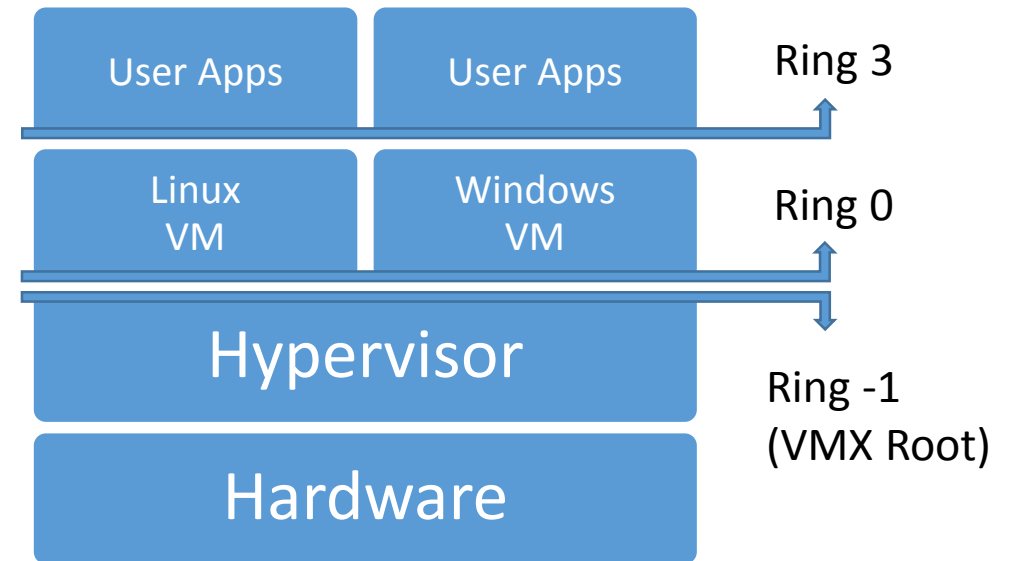 User Apps
User Apps
Ring 3
Linux
VM
Windows
VM
Ring 0
Hypervisor
Ring -1
(VMX Root)
Hardware